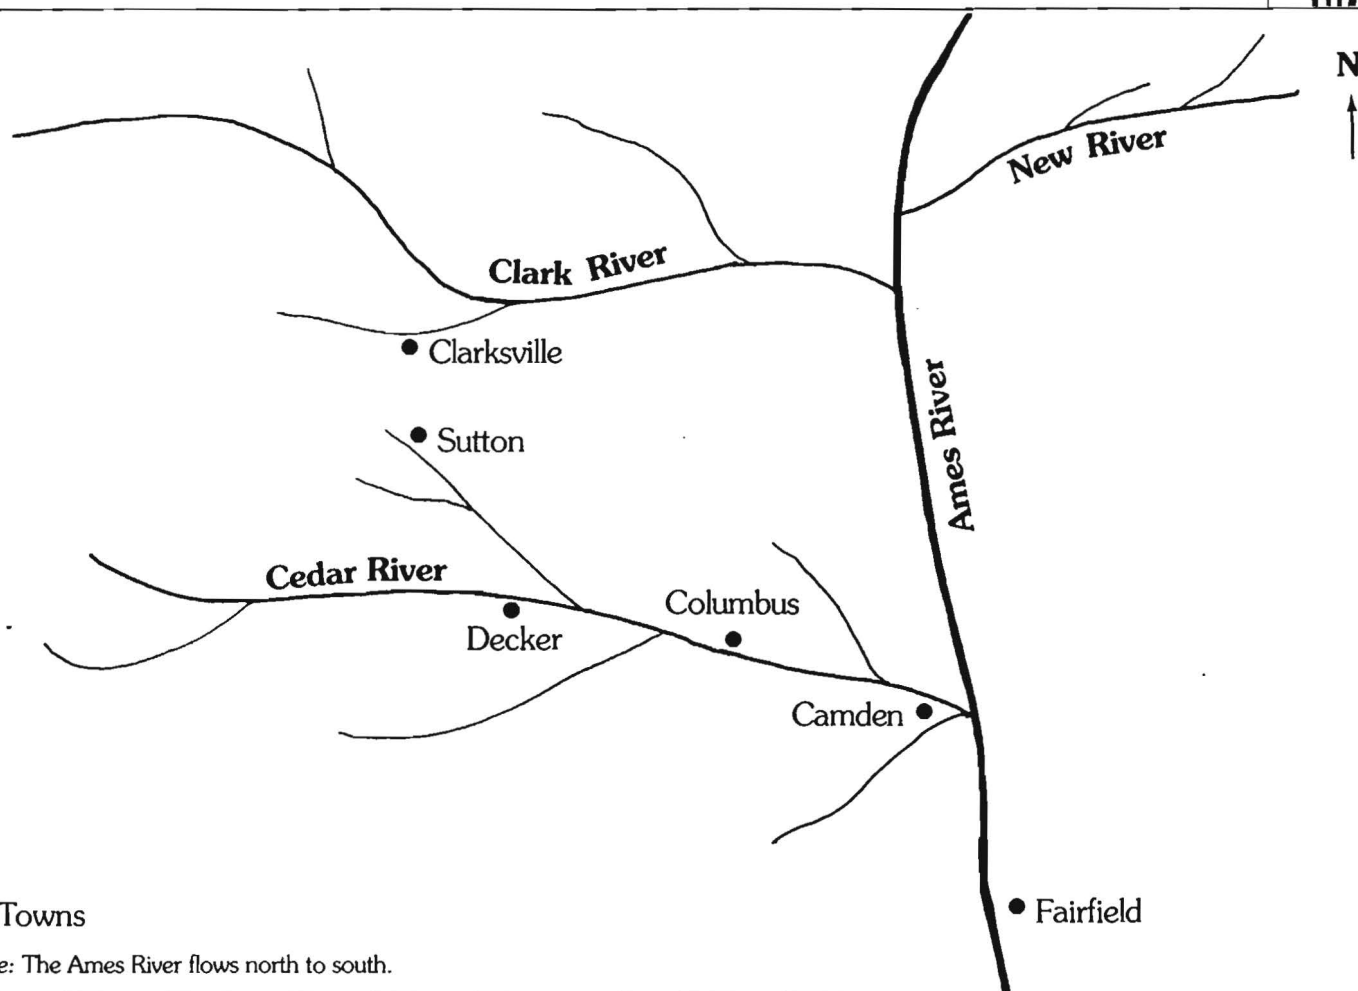 N
New River
Clark River
Clarksville
Ames River
Sutton
Cedar River
Columbus
Decker
Camden
Towns
Fairfield
e: The Ames River flows north to south.